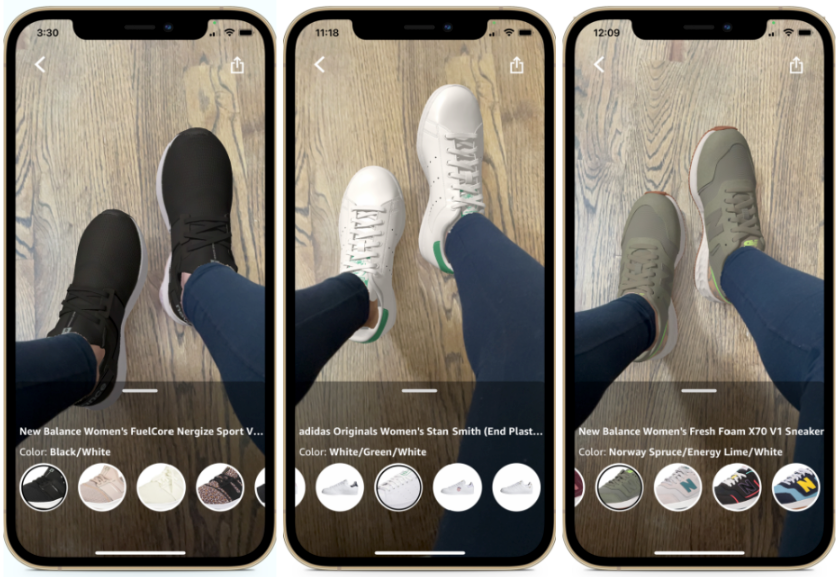 3:30
New Balance Women's FuelCore Nergize Sport V...
Color: Black/White
11:18
adidas Originals Women's Stan Smith (End Plast...
Color: White/Green/White
12:09
New Balance Women's Fresh Foam X70 V1 Sneaker
Color: Norway Spruce/Energy Lime/White